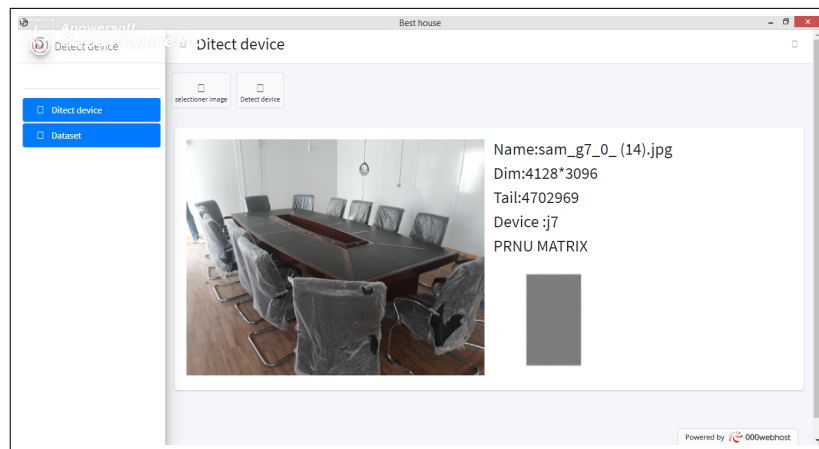 Best house
Apowersoft
Detect device
Ditect device
selectioner image
Detect device
Ditect device
Dataset
Name:sam_g7_0_ (14).jpg
Dim:4128*3096
Tail:4702969
Device :j7
PRNU MATRIX
Powered by 000webhost